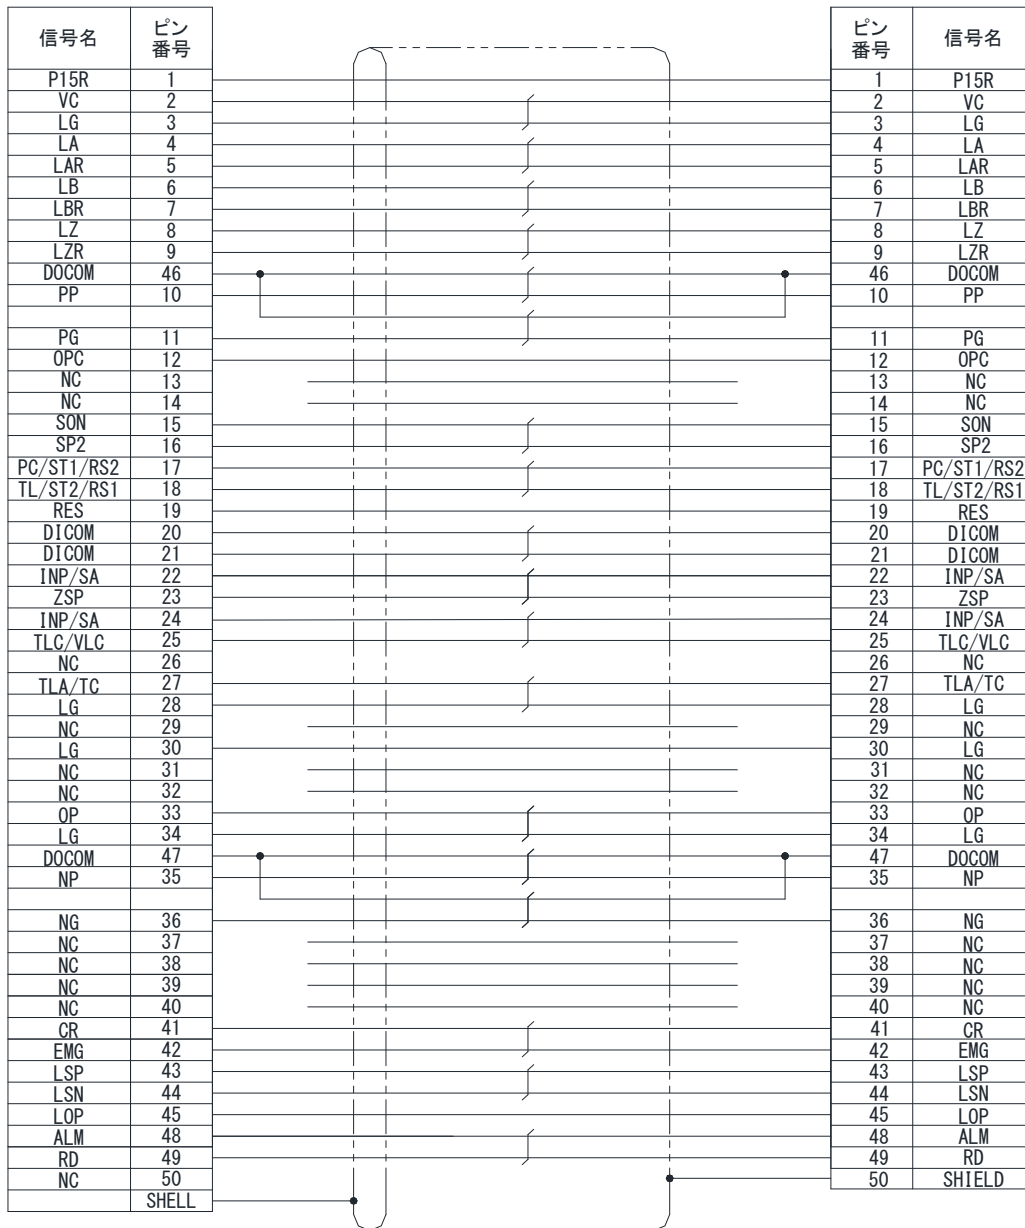 信号名 ピン番号 ピン番号 信号名
P15R 1 1 P15R
VC 2 2 VC
LG 3 3 LG
LA 4 4 LA
LAR 5 5 LAR
LB 6 6 LB
LBR 7 7 LBR
LZ 8 8 LZ
LZR 9 9 LZR
DOCOM 46 46 DOCOM
PP 10 10 PP
PG 11 11 PG
OPC 12 12 OPC
NC 13 13 NC
NC 14 14 NC
SON 15 15 SON
SP2 16 16 SP2
PC/ST1/RS2 17 17 PC/ST1/RS2
TL/ST2/RS1 18 18 TL/ST2/RS1
RES 19 19 RES
DICOM 20 20 DICOM
DICOM 21 21 DICOM
INP/SA 22 22 INP/SA
ZSP 23 23 ZSP
INP/SA 24 24 INP/SA
TLC/VLC 25 25 TLC/VLC
NC 26 26 NC
TLA/TC 27 27 TLA/TC
LG 28 28 LG
NC 29 29 NC
LG 30 30 LG
NC 31 31 NC
NC 32 32 NC
OP 33 33 OP
LG 34 34 LG
DOCOM 47 47 DOCOM
NP 35 35 NP
NG 36 36 NG
NC 37 37 NC
NC 38 38 NC
NC 39 39 NC
NC 40 40 NC
CR 41 41 CR
EMG 42 42 EMG
LSP 43 43 LSP
LSN 44 44 LSN
LOP 45 45 LOP
ALM 48 48 ALM
RD 49 49 RD
NC 50 50 SHIELD
SHELL